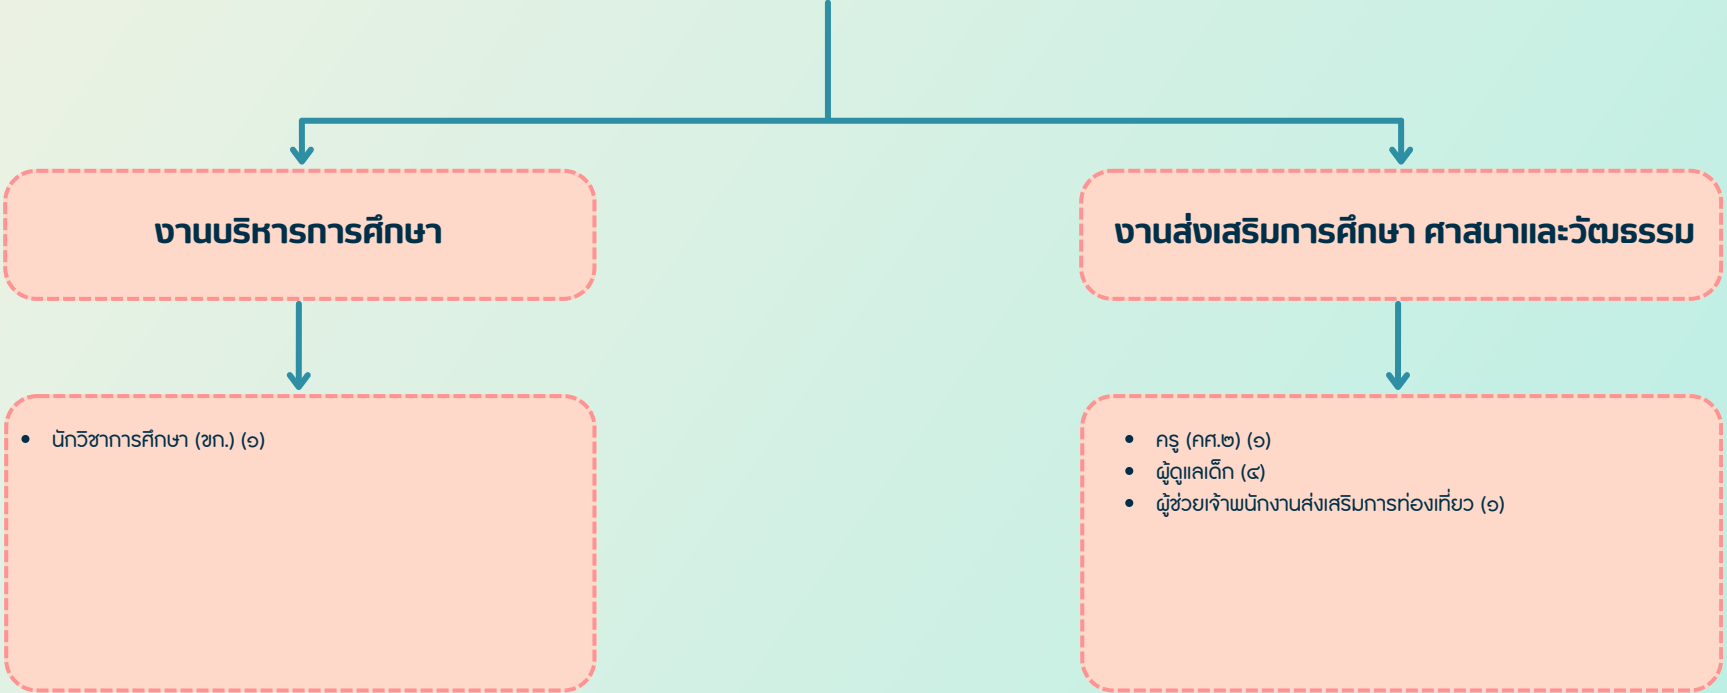 งานบริหารการศึกษา
งานส่งเสริมการศึกษา ศาสนาและวัฒธรรม
• นักวิชาการศึกษา (ชก.) (๑)
• ครู (คศ.๒) (๑)
• ผู้ดูแลเด็ก (๔)
• ผู้ช่วยเจ้าพนักงานส่งเสริมการท่องเที่ยว (๑)